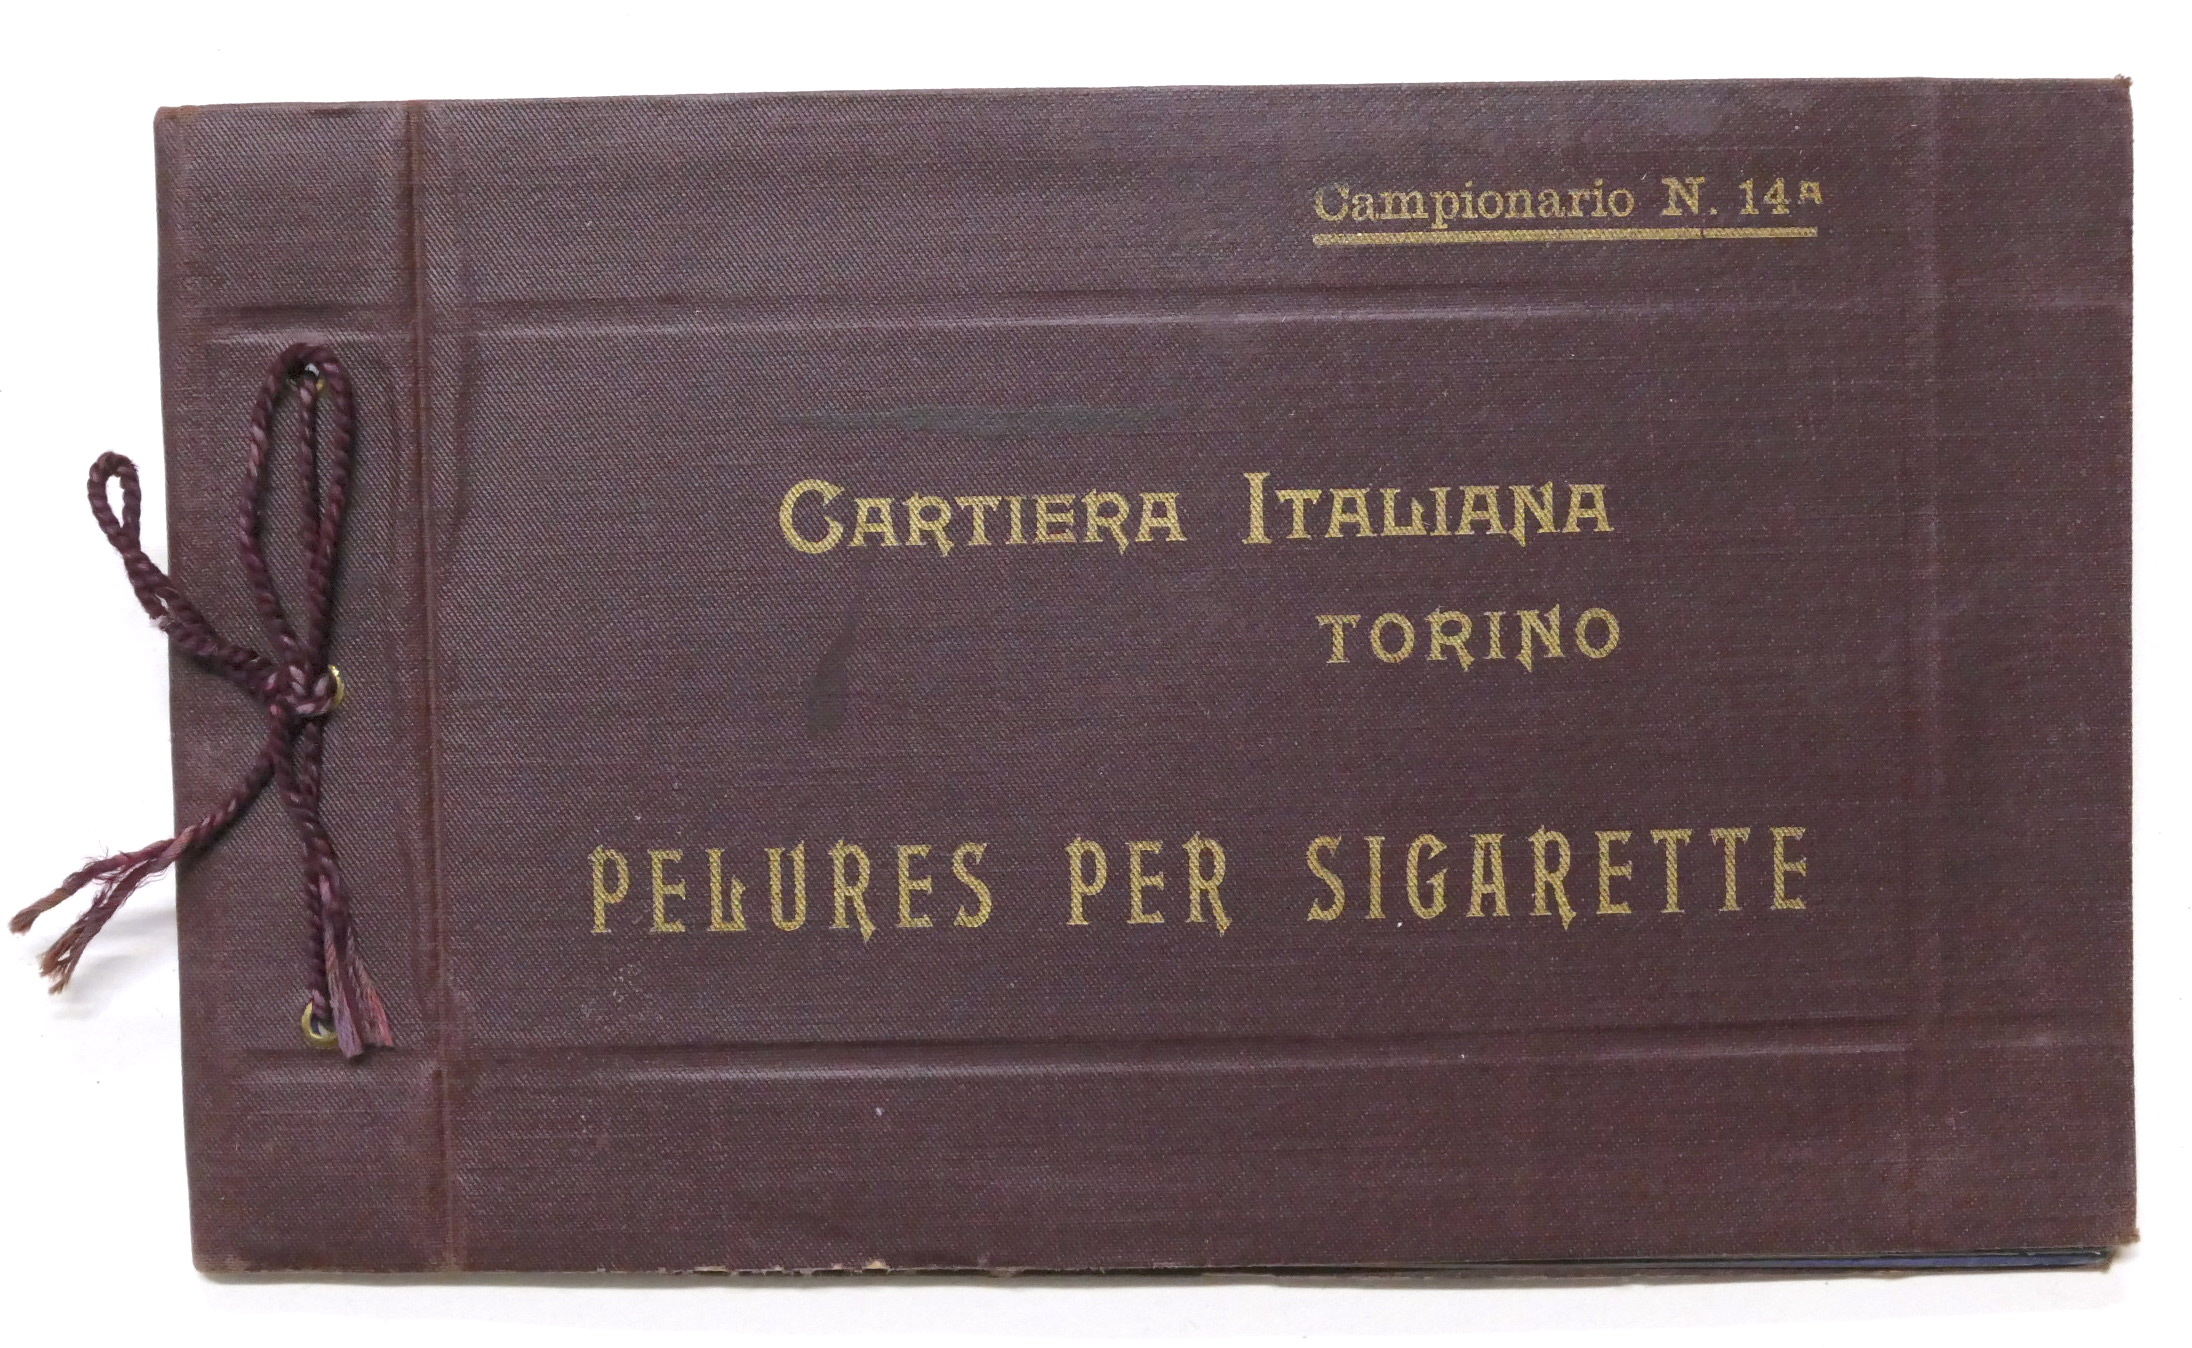 Campionario N. 14A
CARTIERA ITALIANA
TORINO
PELURES PER SIGARETTE